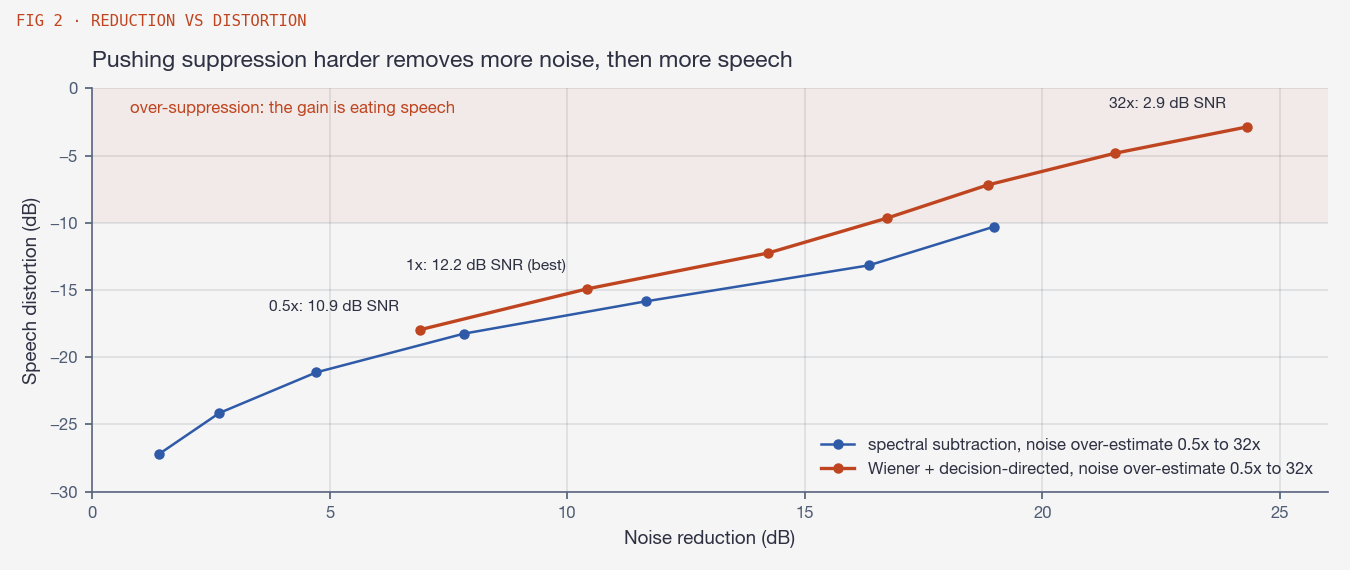 FIG 2 · REDUCTION VS DISTORTION
Pushing suppression harder removes more noise, then more speech
over-suppression: the gain is eating speech
32x: 2.9 dB SNR
1x: 12.2 dB SNR (best)
0.5x: 10.9 dB SNR
Speech distortion (dB)
0
−5
−10
−15
−20
−25
−30
spectral subtraction, noise over-estimate 0.5x to 32x
Wiener + decision-directed, noise over-estimate 0.5x to 32x
0 5 10 15 20 25
Noise reduction (dB)